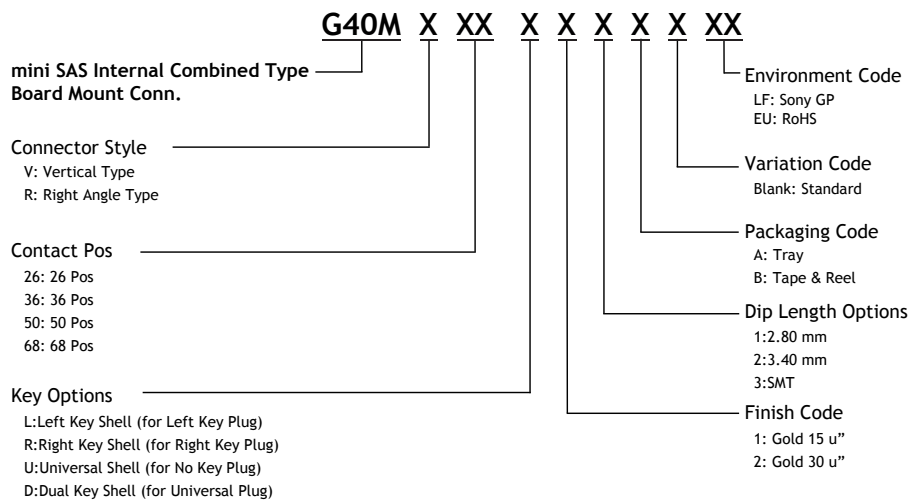 G40M X XX X X X X X XX
mini SAS Internal Combined Type
Board Mount Conn.
Connector Style
V: Vertical Type
R: Right Angle Type
Contact Pos
26: 26 Pos
36: 36 Pos
50: 50 Pos
68: 68 Pos
Key Options
L:Left Key Shell (for Left Key Plug)
R:Right Key Shell (for Right Key Plug)
U:Universal Shell (for No Key Plug)
D:Dual Key Shell (for Universal Plug)
Environment Code
LF: Sony GP
EU: RoHS
Variation Code
Blank: Standard
Packaging Code
A: Tray
B: Tape & Reel
Dip Length Options
1:2.80 mm
2:3.40 mm
3:SMT
Finish Code
1: Gold 15 u”
2: Gold 30 u”